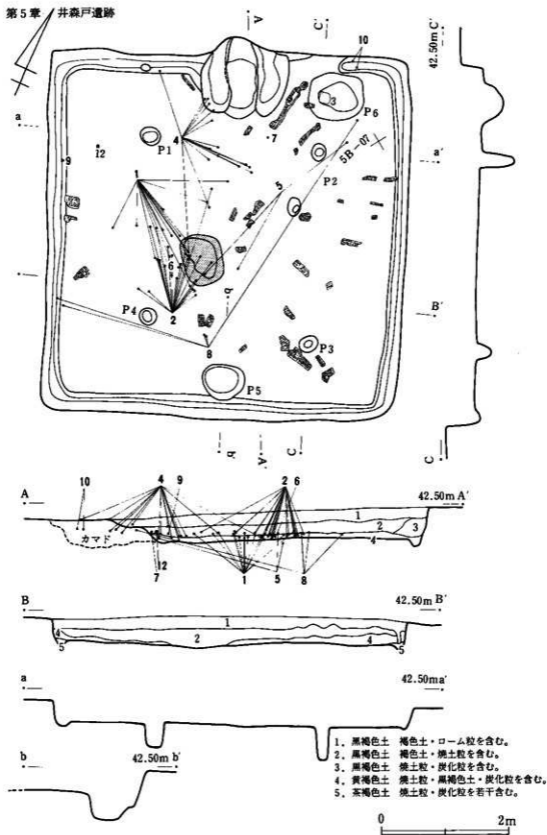 第5章 井森戸遺跡
V
C′
42.50m C′
10
3
P6
a
4
7
5B-07
a′
P1
9
12
P2
1
5
6
B′
P4
2
b
8
P3
P5
b
V
C
C
10
4
9
2
6
A
42.50m A′
1
2
3
カマド
4
12
7
1
5
8
B
42.50m B′
1
4
2
4
5
5
a
42.50m a′
b
42.50m b′
1. 黒褐色土 褐色土・ローム粒を含む。
2. 黒褐色土 褐色土・焼土粒を含む。
3. 黒褐色土 焼土粒・炭化粒を含む。
4. 黄褐色土 焼土粒・黒褐色土・炭化粒を含む。
5. 茶褐色土 焼土粒・炭化粒を若干含む。
0
2m